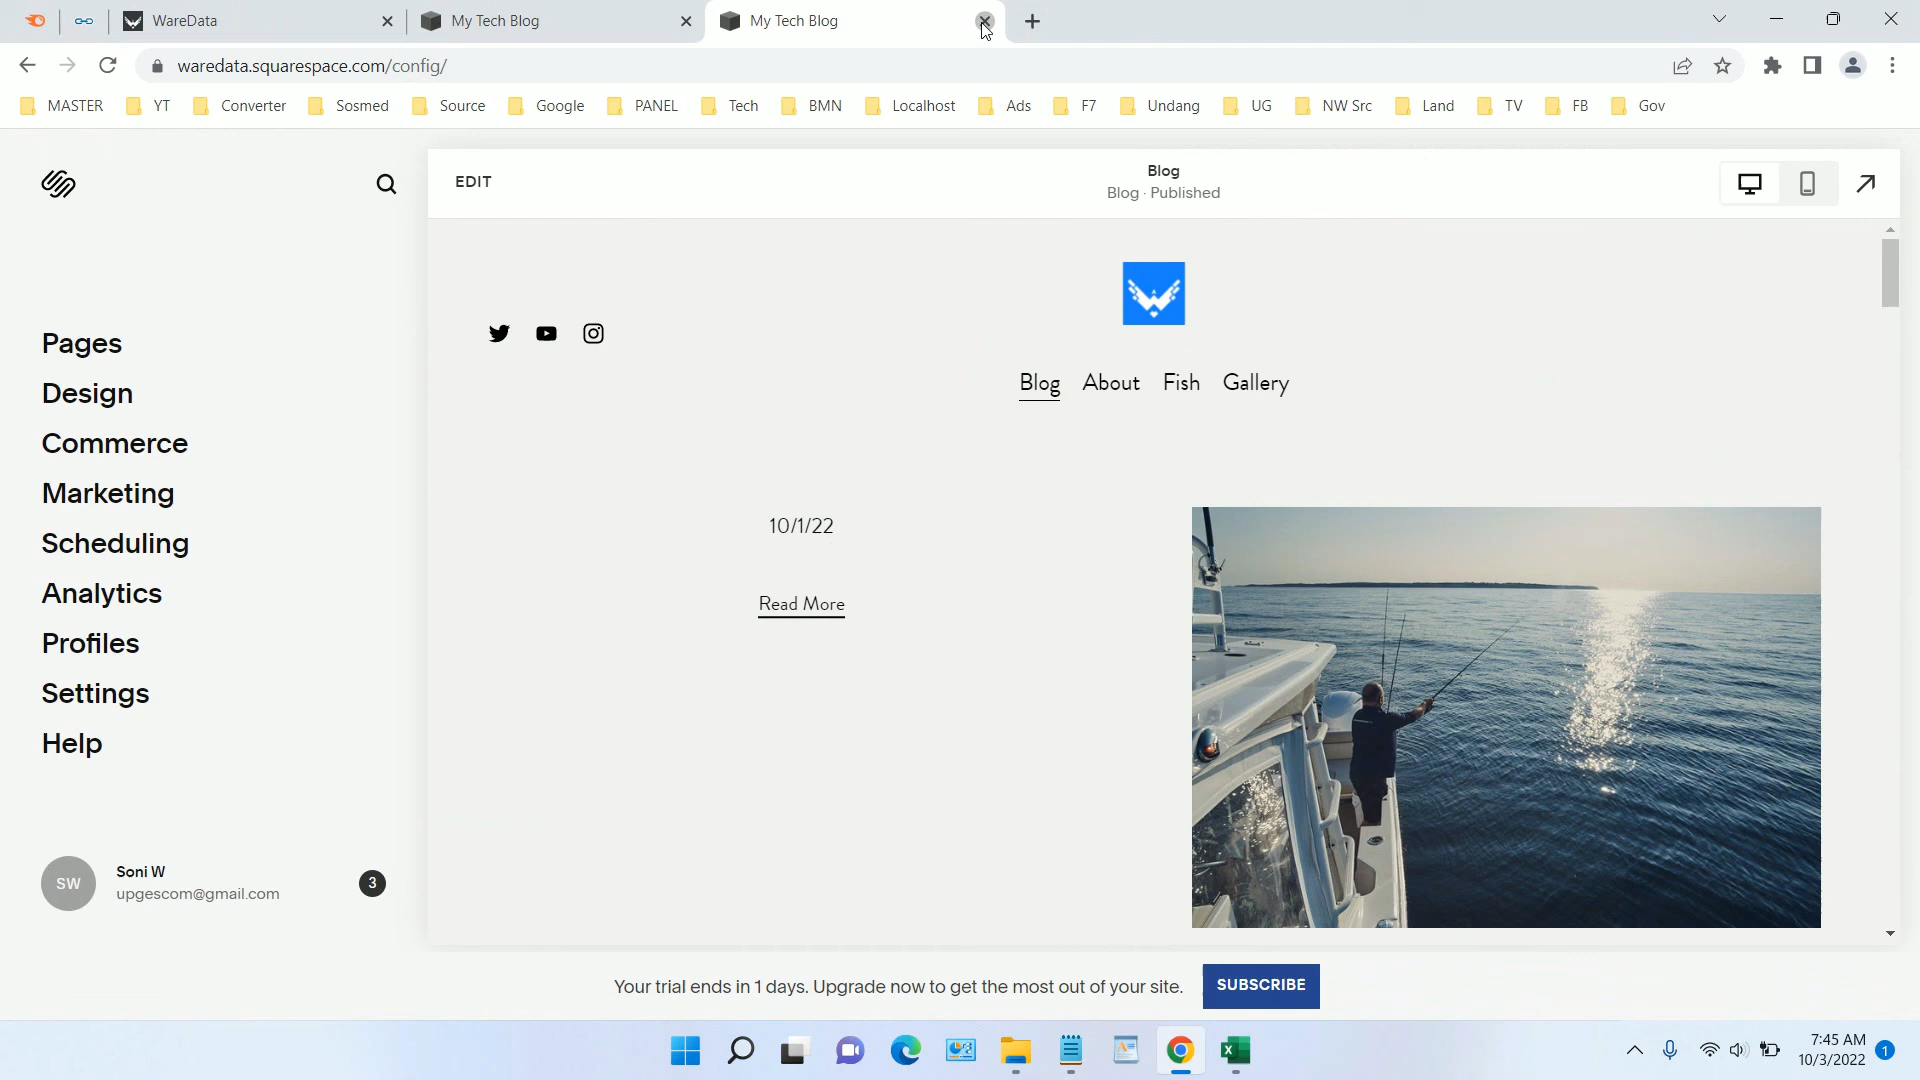 WareData
My Tech Blog
My Tech Blog
waredata.squarespace.com/config/
MASTER YT Converter Sosmed Source Google PANEL Tech BMN Localhost Ads F7 Undang UG NW Src Land TV FB Gov
EDIT
Blog
Blog · Published
Pages
Design
Commerce
Marketing
Scheduling
Analytics
Profiles
Settings
Help
SW
Soni W
upgescom@gmail.com
3
Blog About Fish Gallery
10/1/22
Read More
Your trial ends in 1 days. Upgrade now to get the most out of your site.
SUBSCRIBE
7:45 AM
10/3/2022
1